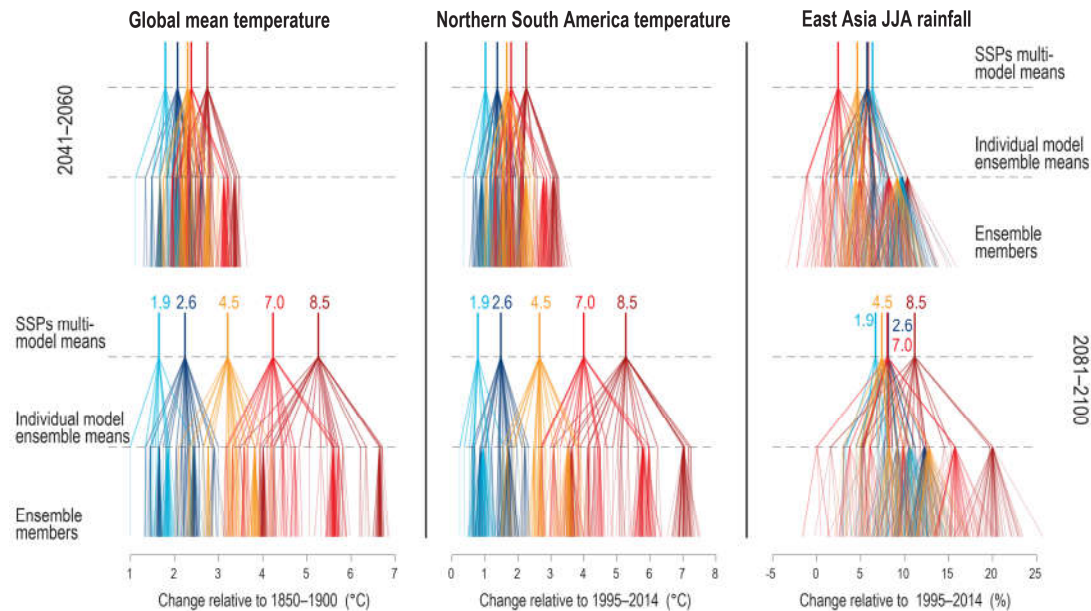 Global mean temperature
Northern South America temperature
East Asia JJA rainfall
2041–2060
SSPs multi-
model means
Individual model
ensemble means
Ensemble
members
1.9 2.6 4.5 7.0 8.5
1.9 2.6 4.5 7.0 8.5
4.5 8.5
1.9 2.6
7.0
SSPs multi-
model means
Individual model
ensemble means
Ensemble
members
2081–2100
1 2 3 4 5 6 7
0 1 2 3 4 5 6 7 8
-5 0 5 10 15 20 25
Change relative to 1850–1900 (°C)
Change relative to 1995–2014 (°C)
Change relative to 1995–2014 (%)